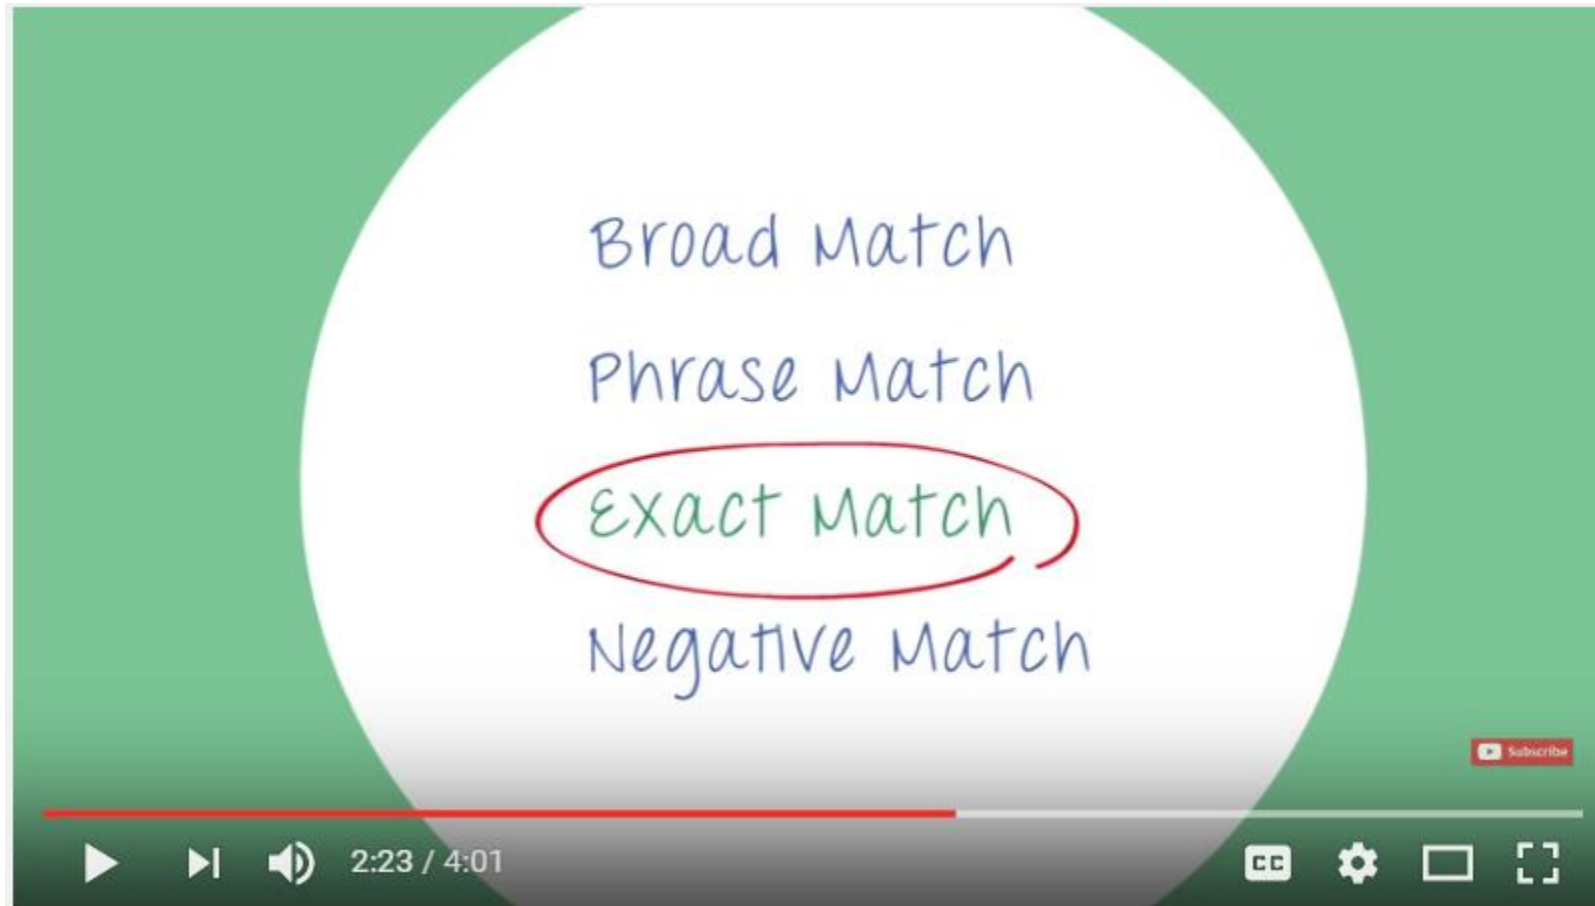 Broad Match
Phrase Match
Exact Match
Negative Match
Subscribe
2:23 / 4:01
CC